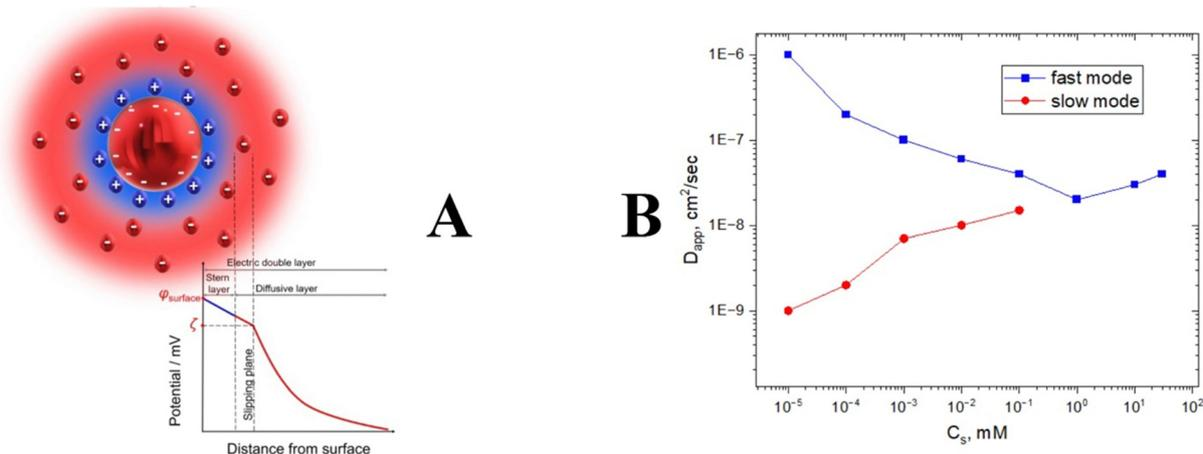 A
Electric double layer
Stern
layer
Diffusive layer
φsurface
ζ
Potential / mV
Slipping plane
Distance from surface
B
fast mode
slow mode
1E-6
1E-7
1E-8
1E-9
Dapp, cm²/sec
10⁻⁵ 10⁻⁴ 10⁻³ 10⁻² 10⁻¹ 10⁰ 10¹ 10²
Cs, mM